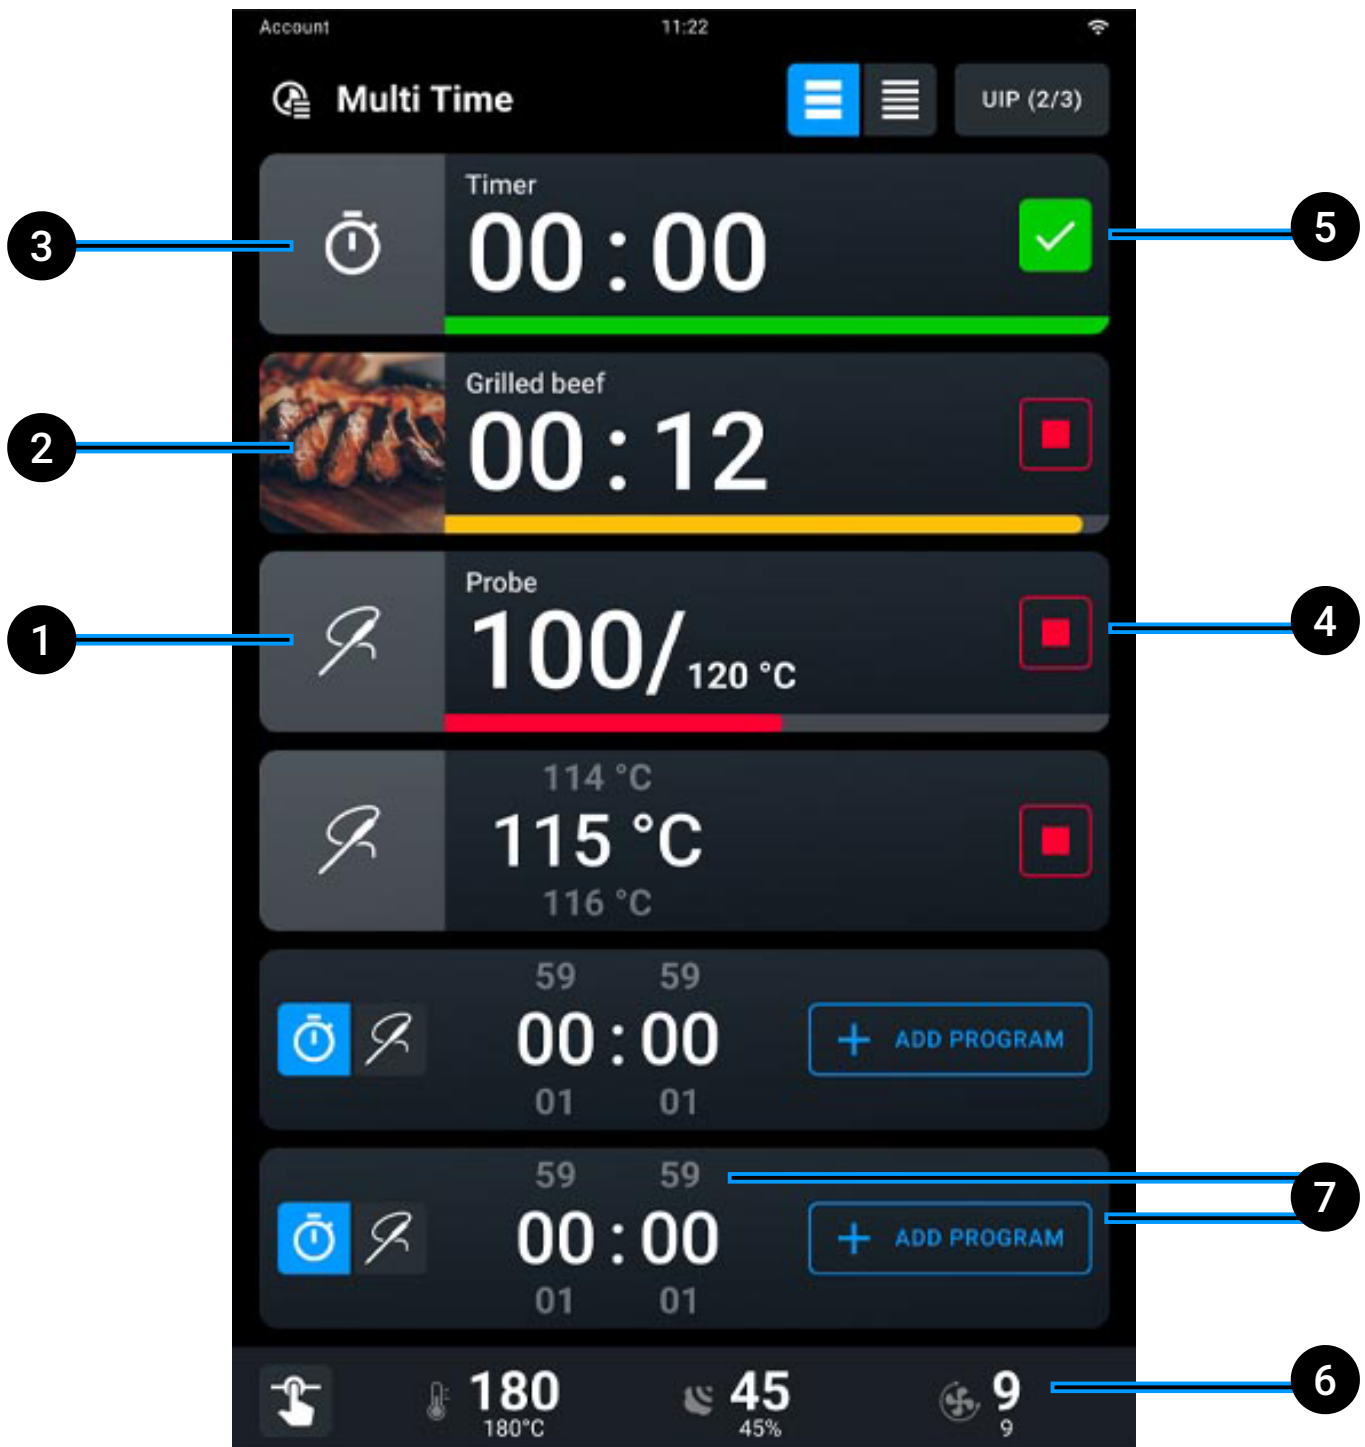 Account 11:22
Multi Time UIP (2/3)
Timer
3 00:00 5
Grilled beef
2 00:12
Probe
1 100/120 °C 4
114 °C
115 °C
116 °C
59 59
00:00 + ADD PROGRAM
01 01
59 59
7
00:00 + ADD PROGRAM
01 01
180 45 9 6
180°C 45% 9